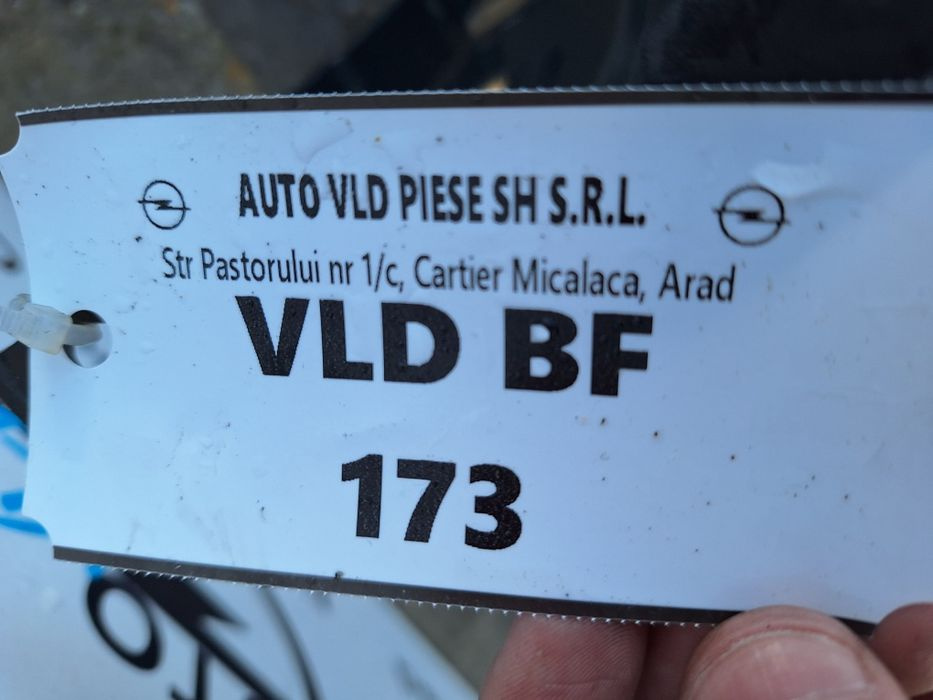 AUTO VLD PIESE SH S.R.L.
Str Pastorului nr 1/c, Cartier Micalaca, Arad
VLD BF
173